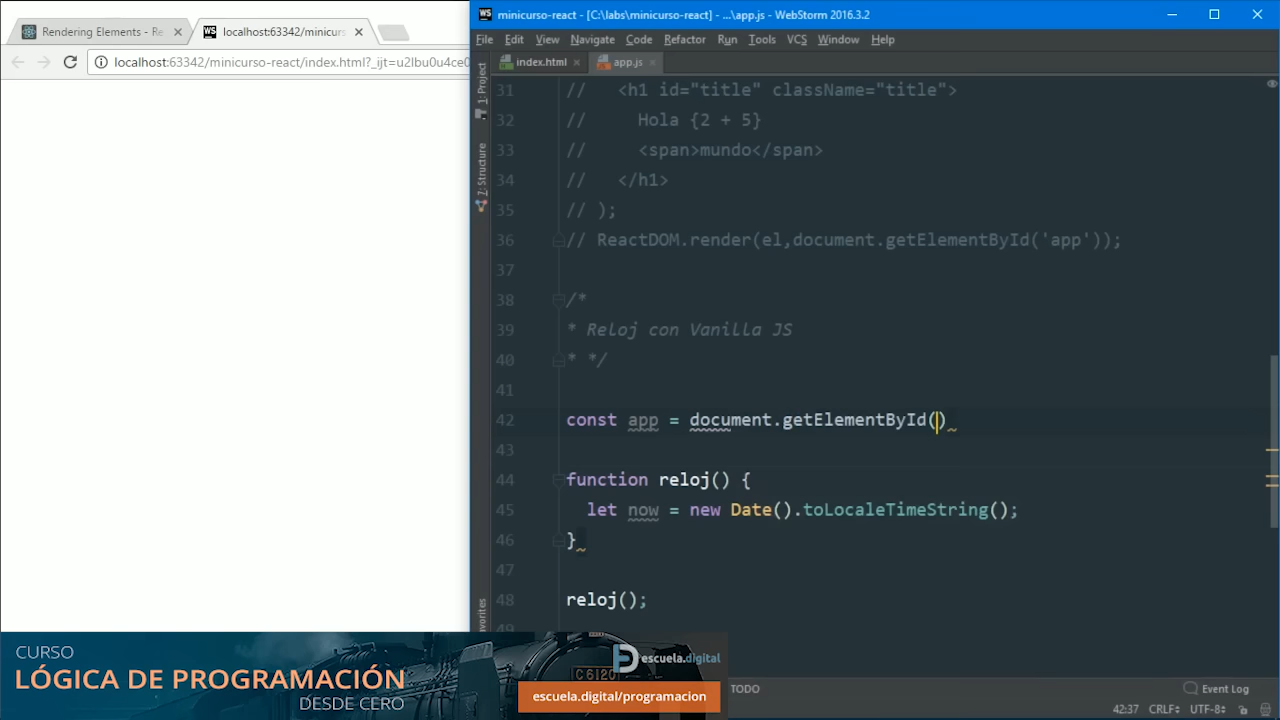 minicurso-react - [C:\labs\minicurso-react] - ...\app.js - WebStorm 2016.3.2
Rendering Elements - Re
localhost:63342/minicurs
localhost:63342/minicurso-react/index.html?_ijt=u2lbu0u4ce0
File Edit View Navigate Code Refactor Run Tools VCS Window Help
index.html
app.js
1: Project
7: Structure
31 // <h1 id="title" className="title">
32 // Hola {2 + 5}
33 // <span>mundo</span>
34 // </h1>
35 // );
36 // ReactDOM.render(el,document.getElementById('app'));
37
38 /*
39 * Reloj con Vanilla JS
40 * */
41
42 const app = document.getElementById()
43
44 function reloj() {
45 let now = new Date().toLocaleTimeString();
46 }
47
48 reloj();
49
CURSO
LÓGICA DE PROGRAMACIÓN
DESDE CERO
C 6120
escuela.digital
escuela.digital/programacion
TODO
Event Log
42:37 CRLF UTF-8